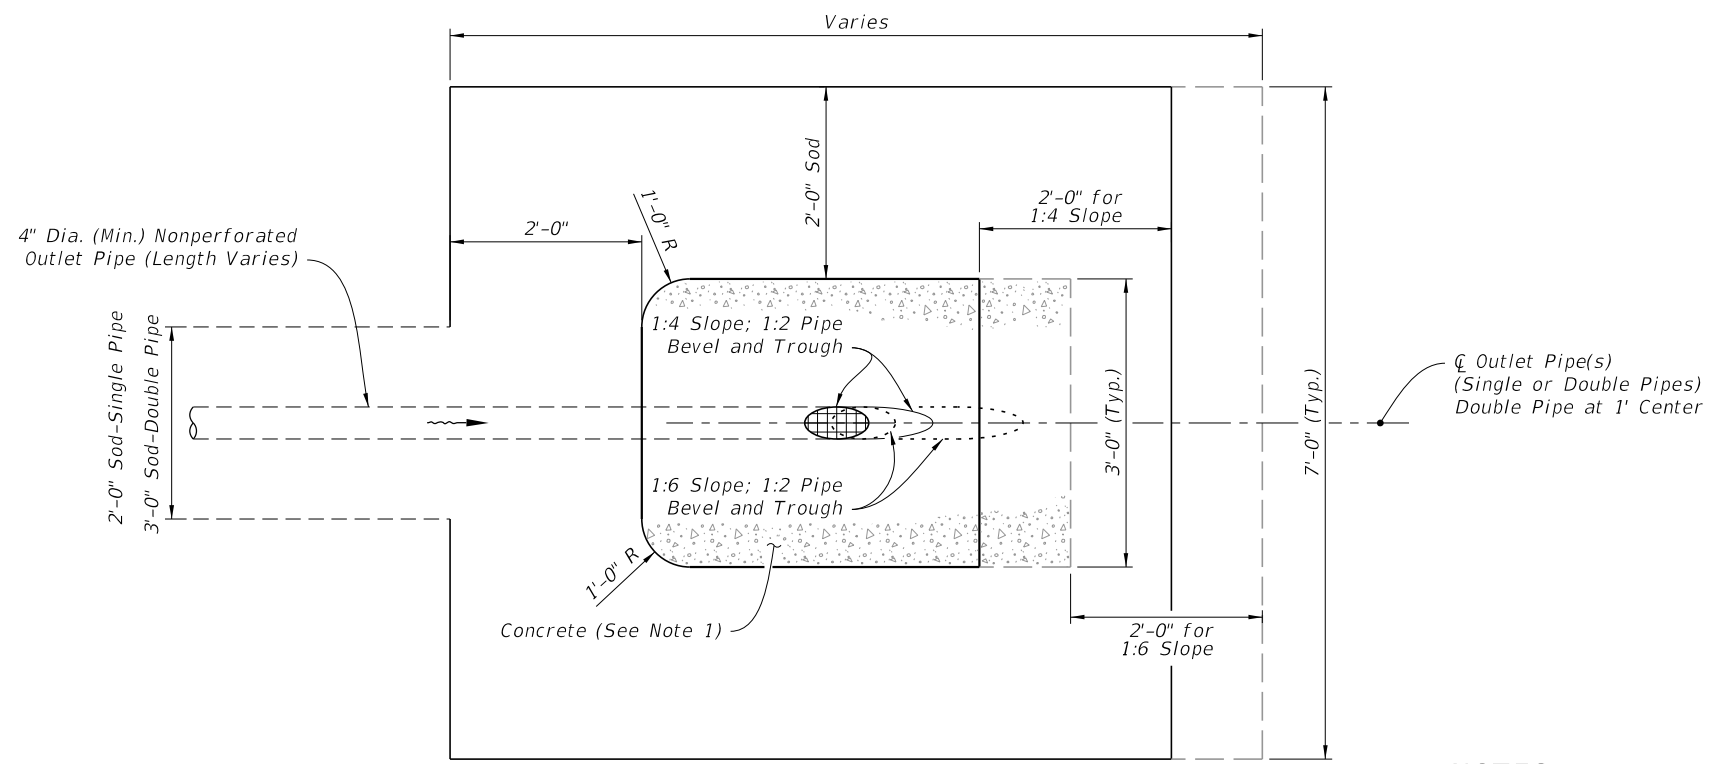 Varies
2'-0" Sod
1'-0" R
2'-0" for
1:4 Slope
2'-0"
4" Dia. (Min.) Nonperforated
Outlet Pipe (Length Varies)
2'-0" Sod-Single Pipe
3'-0" Sod-Double Pipe
1:4 Slope; 1:2 Pipe
Bevel and Trough
℄ Outlet Pipe(s)
(Single or Double Pipes)
Double Pipe at 1' Center
3'-0" (Typ.)
7'-0" (Typ.)
1:6 Slope; 1:2 Pipe
Bevel and Trough
1'-0" R
Concrete (See Note 1)
2'-0" for
1:6 Slope